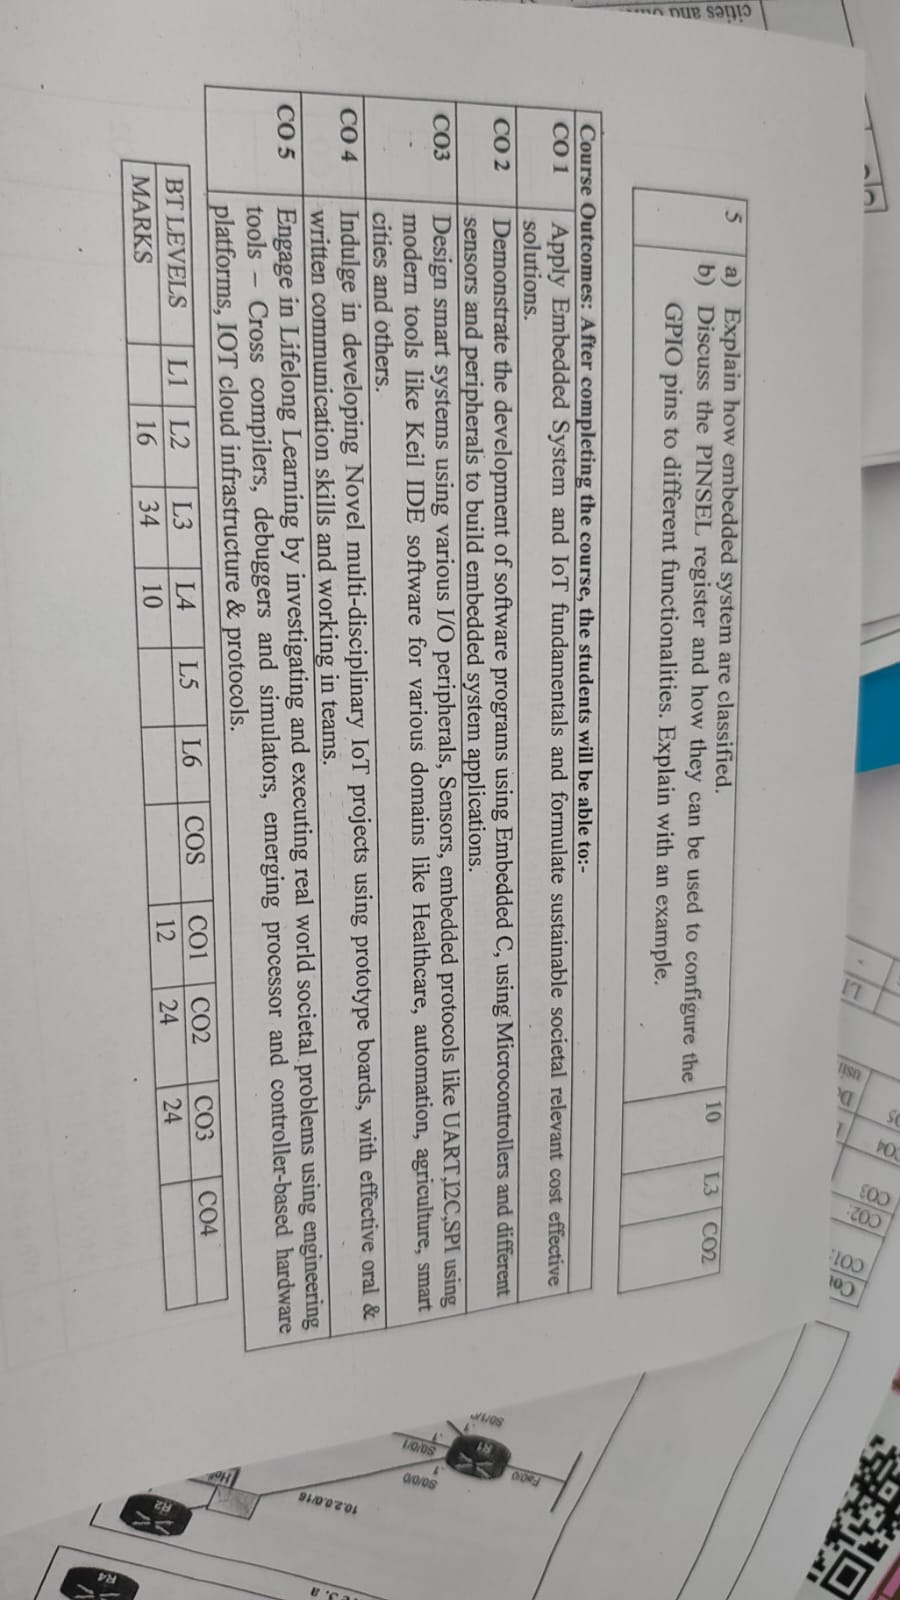 5 a) Explain how embedded system are classified. 10 L3 CO2
b) Discuss the PINSEL register and how they can be used to configure the
GPIO pins to different functionalities. Explain with an example.
Course Outcomes: After completing the course, the students will be able to:-
CO 1 Apply Embedded System and IoT fundamentals and formulate sustainable societal relevant cost effective
solutions.
CO 2 Demonstrate the development of software programs using Embedded C, using Microcontrollers and different
sensors and peripherals to build embedded system applications.
CO3 Design smart systems using various I/O peripherals, Sensors, embedded protocols like UART,I2C,SPI using
modern tools like Keil IDE software for various domains like Healthcare, automation, agriculture, smart
cities and others.
CO 4 Indulge in developing Novel multi-disciplinary IoT projects using prototype boards, with effective oral &
written communication skills and working in teams.
CO 5 Engage in Lifelong Learning by investigating and executing real world societal problems using engineering
tools – Cross compilers, debuggers and simulators, emerging processor and controller-based hardware
platforms, IOT cloud infrastructure & protocols.
BT LEVELS L1 L2 L3 L4 L5 L6 COS CO1 CO2 CO3 CO4
MARKS 16 34 10 12 24 24
cities and
CO4
CO3
CO2:
CO1:
L1
R1
Fa0/0
S0/0/1
S0/0/0
10.2.0.0/16
R2
R4